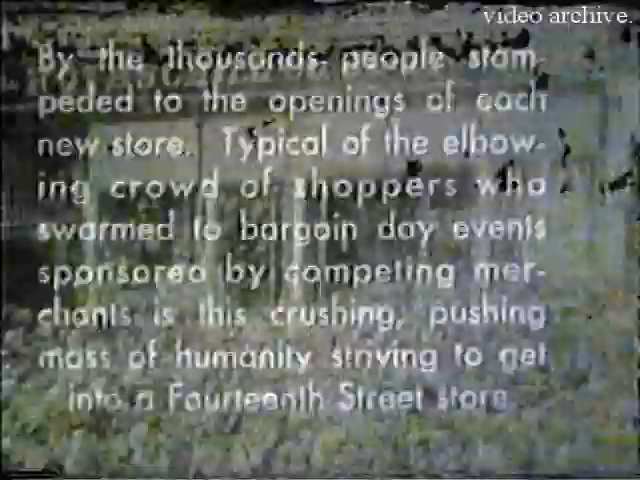 video archive.
By the thousands people stam-
peded to the openings of each
new store. Typical of the elbow-
ing crowd of shoppers who
swarmed to bargain day events
sponsored by competing mer-
chants is this crushing, pushing
mass of humanity striving to get
into a Fourteenth Street store